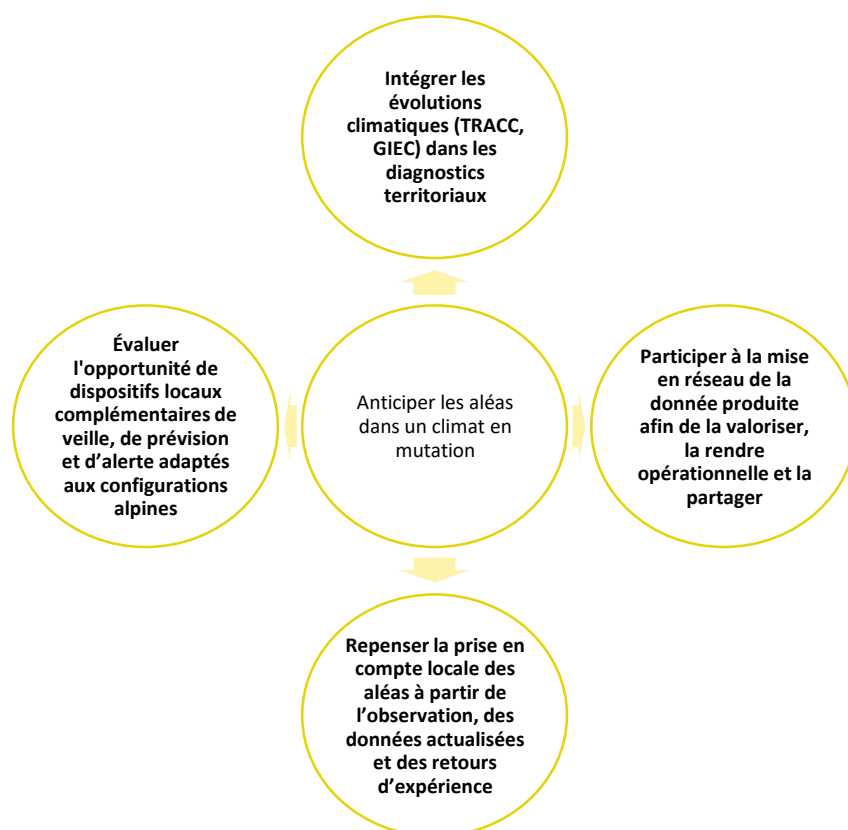 Intégrer les
évolutions
climatiques (TRACC,
GIEC) dans les
diagnostics
territoriaux
Évaluer
l'opportunité de
dispositifs locaux
complémentaires de
veille, de prévision
et d’alerte adaptés
aux configurations
alpines
Anticiper les aléas
dans un climat en
mutation
Participer à la mise
en réseau de la
donnée produite
afin de la valoriser,
la rendre
opérationnelle et la
partager
Repenser la prise en
compte locale des
aléas à partir de
l’observation, des
données actualisées
et des retours
d’expérience